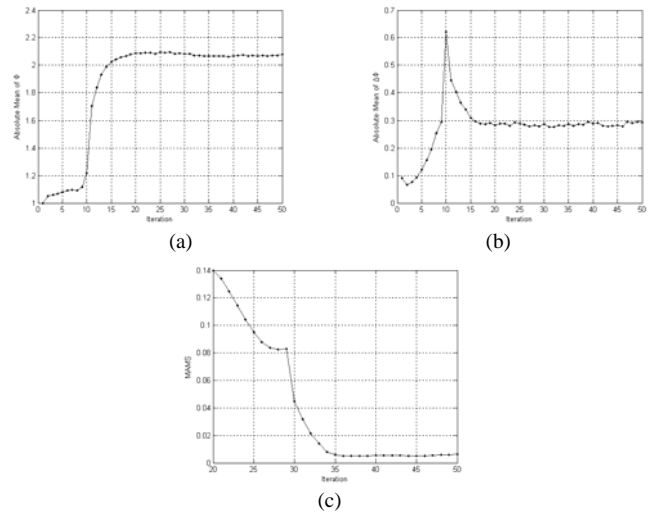 2.4
2.2
2
1.8
1.6
1.4
1.2
1
Absolute Mean of Φ
0 5 10 15 20 25 30 35 40 45 50
Iteration
(a)
0.7
0.6
0.5
0.4
0.3
0.2
0.1
0
Absolute Mean of ΔΦ
0 5 10 15 20 25 30 35 40 45 50
Iteration
(b)
0.14
0.12
0.1
0.08
0.06
0.04
0.02
0
MAMS
20 25 30 35 40 45 50
Iteration
(c)